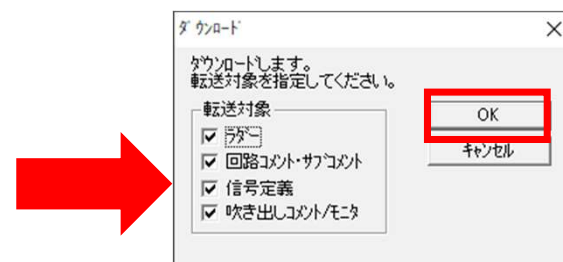 ﾀﾞｳﾝﾛｰﾄﾞ
ﾀﾞｳﾝﾛｰﾄﾞします。
転送対象を指定してください。
転送対象
ﾗﾀﾞｰ
回路ｺﾒﾝﾄ･ｻﾌﾞｺﾒﾝﾄ
信号定義
吹き出しｺﾒﾝﾄ/ﾓﾆﾀ
OK
ｷｬﾝｾﾙ